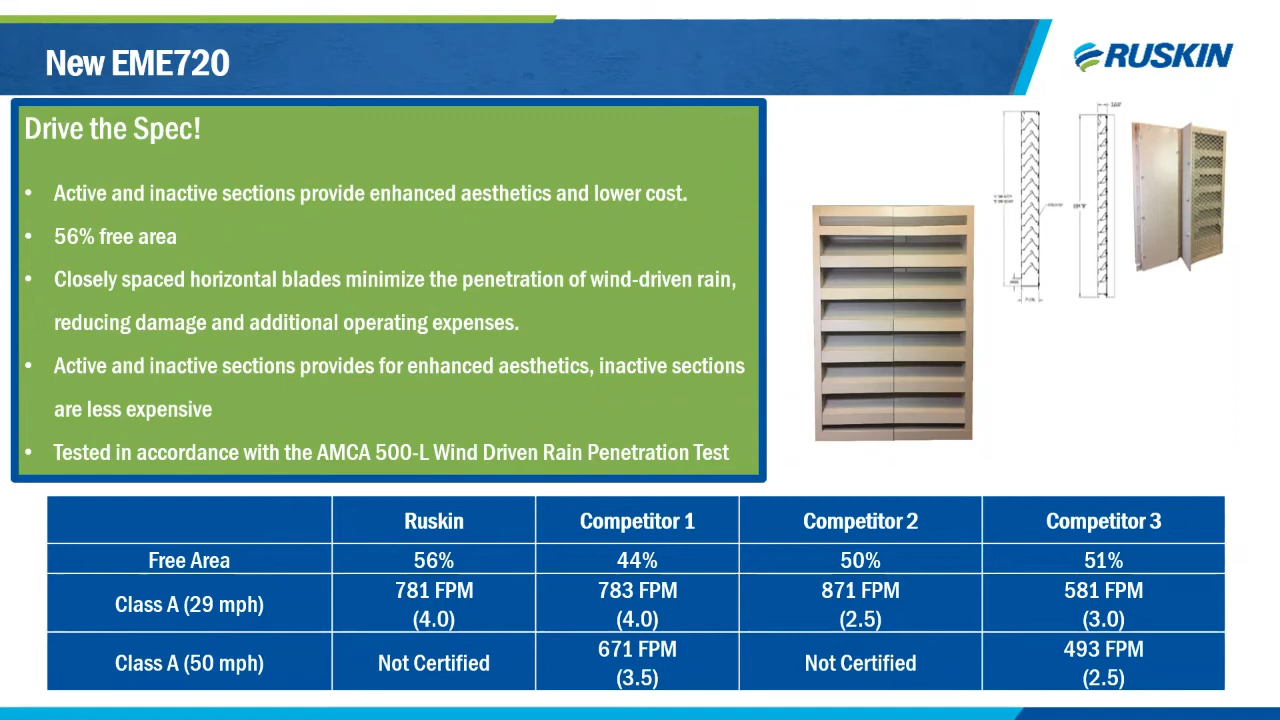 New EME720
RUSKIN
Drive the Spec!
• Active and inactive sections provide enhanced aesthetics and lower cost.
• 56% free area
• Closely spaced horizontal blades minimize the penetration of wind-driven rain,
reducing damage and additional operating expenses.
• Active and inactive sections provides for enhanced aesthetics, inactive sections
are less expensive
• Tested in accordance with the AMCA 500-L Wind Driven Rain Penetration Test
Ruskin Competitor 1 Competitor 2 Competitor 3
Free Area 56% 44% 50% 51%
Class A (29 mph) 781 FPM (4.0) 783 FPM (4.0) 871 FPM (2.5) 581 FPM (3.0)
Class A (50 mph) Not Certified 671 FPM (3.5) Not Certified 493 FPM (2.5)